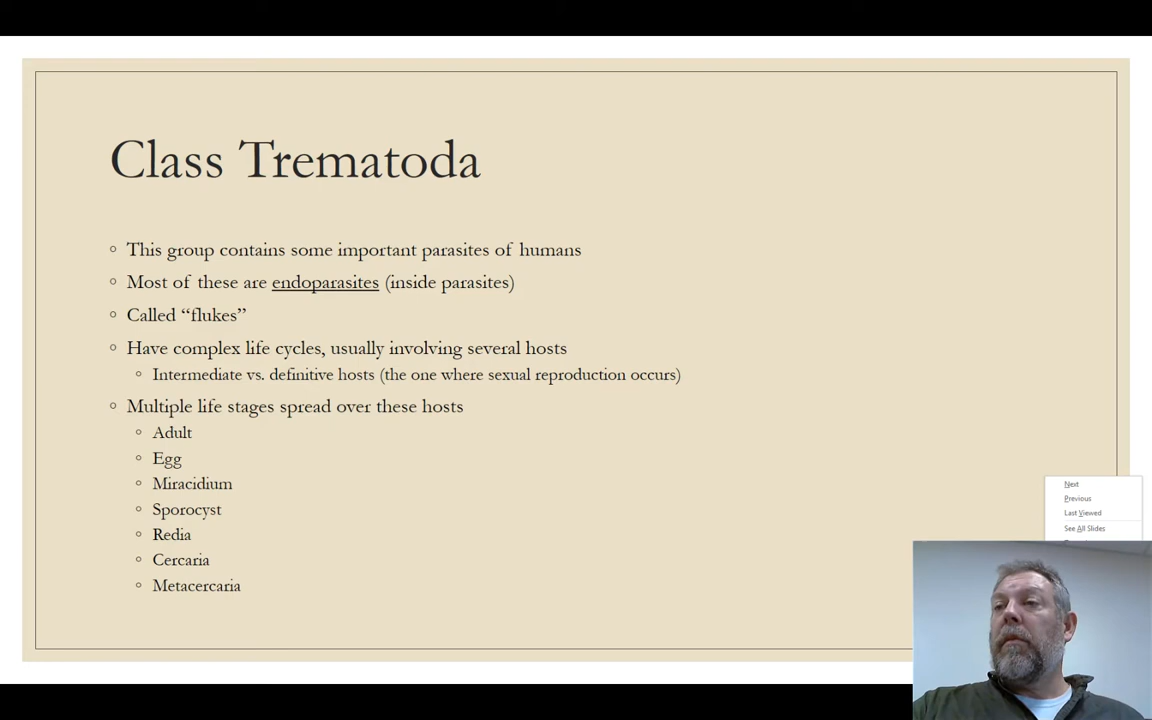 Class Trematoda
This group contains some important parasites of humans
Most of these are endoparasites (inside parasites)
Called “flukes”
Have complex life cycles, usually involving several hosts
Intermediate vs. definitive hosts (the one where sexual reproduction occurs)
Multiple life stages spread over these hosts
Adult
Egg
Miracidium
Sporocyst
Redia
Cercaria
Metacercaria
Next
Previous
Last Viewed
See All Slides